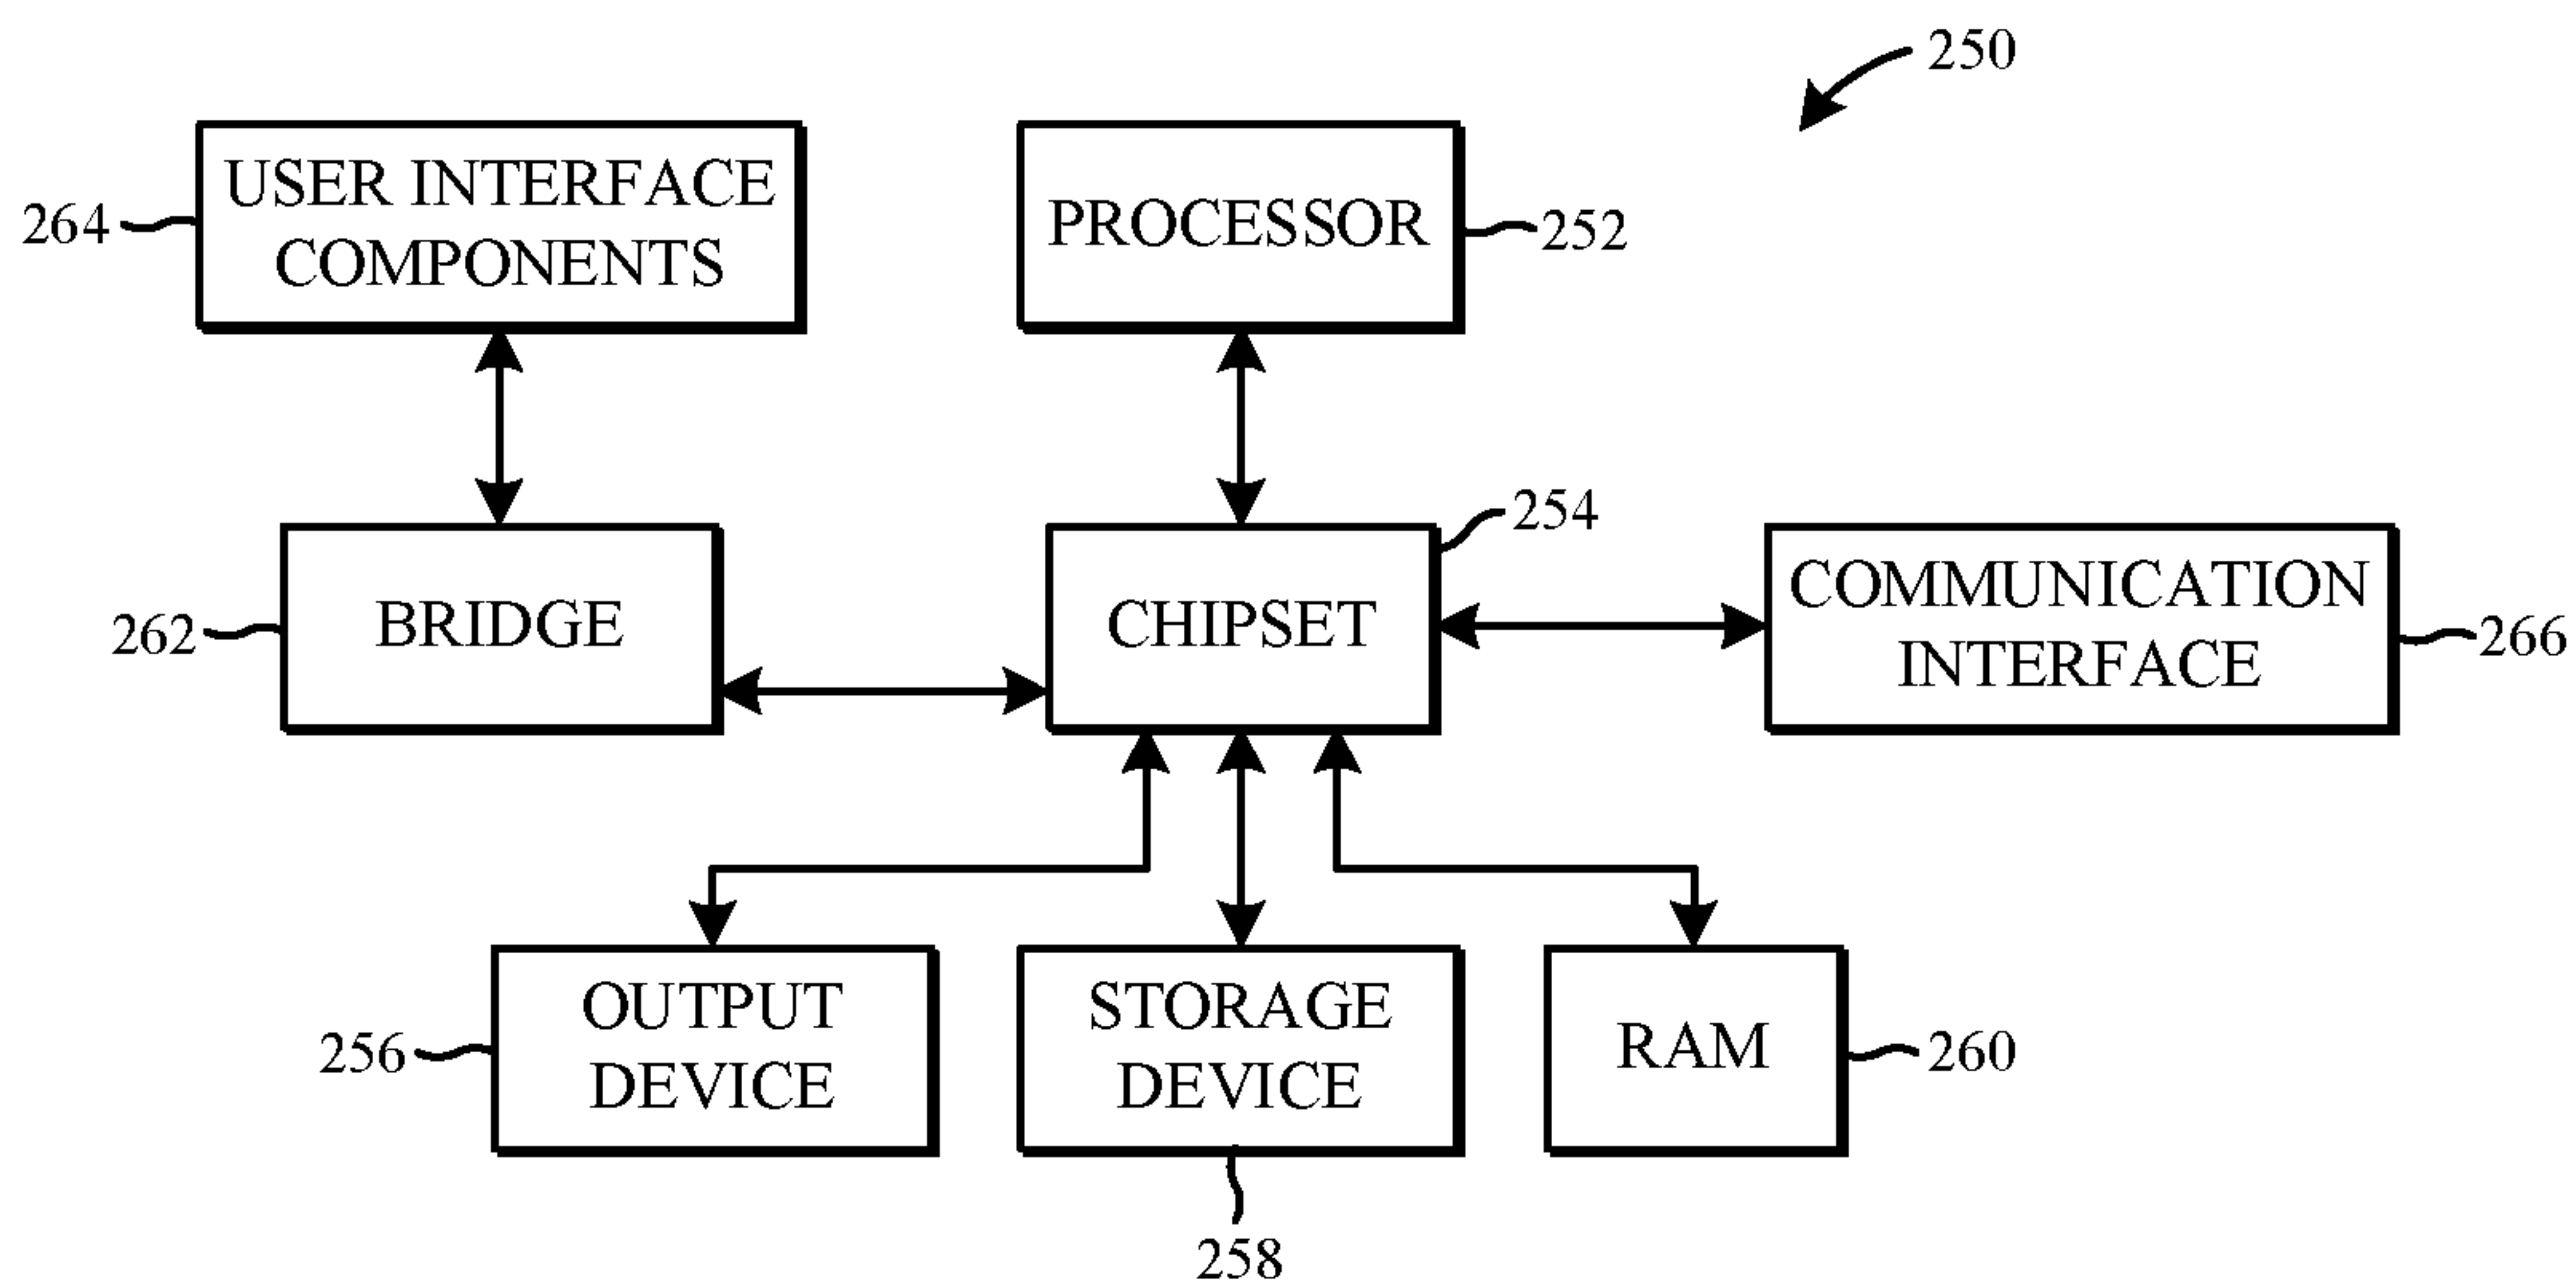 250
USER INTERFACE
COMPONENTS
264
PROCESSOR
252
254
BRIDGE
262
CHIPSET
COMMUNICATION
INTERFACE
266
OUTPUT
DEVICE
256
STORAGE
DEVICE
258
RAM
260